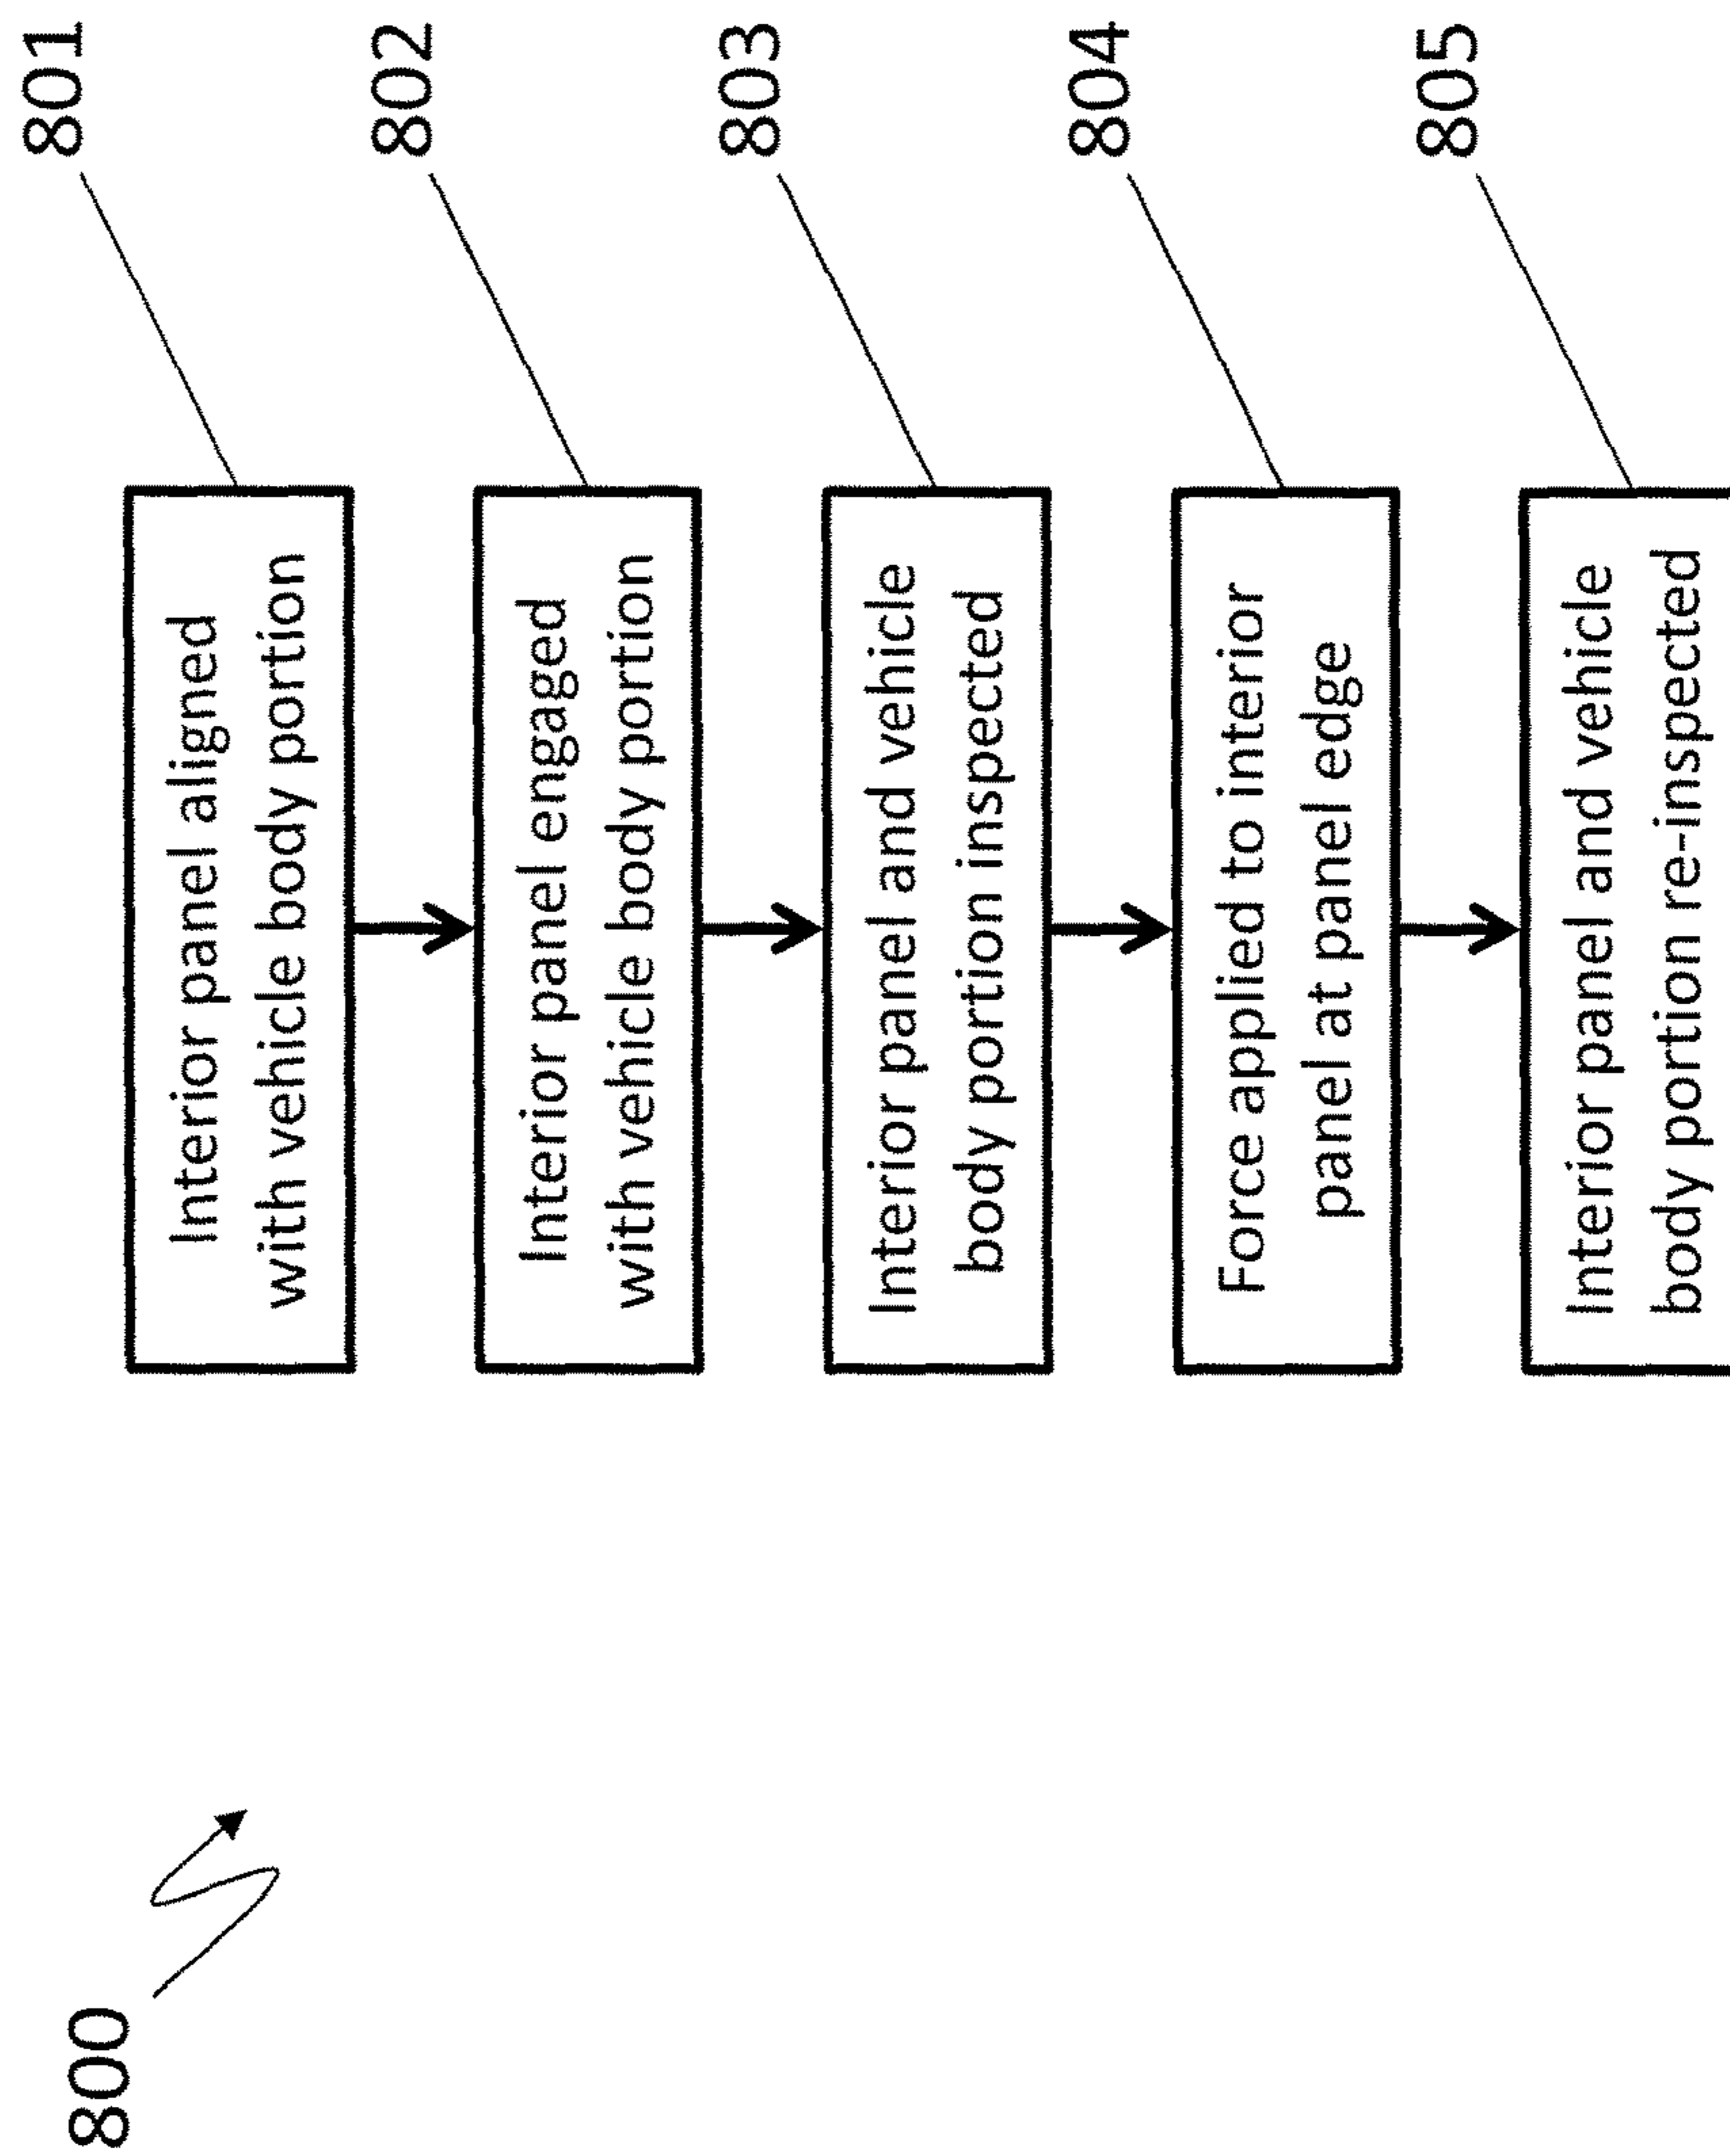 800
Interior panel aligned
with vehicle body portion
801
Interior panel engaged
with vehicle body portion
802
Interior panel and vehicle
body portion inspected
803
Force applied to interior
panel at panel edge
804
Interior panel and vehicle
body portion re-inspected
805